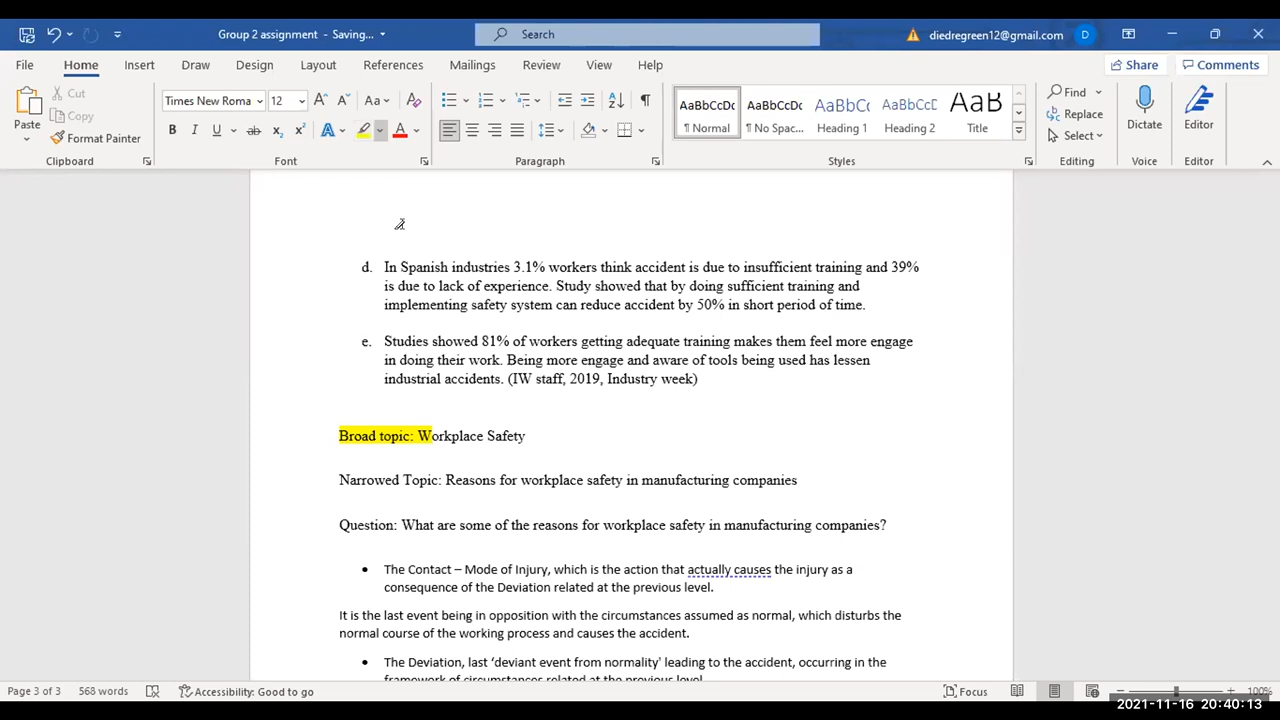 Group 2 assignment - Saving...
Search
diedregreen12@gmail.com
D
File Home Insert Draw Design Layout References Mailings Review View Help
Share Comments
Paste
Cut
Copy
Format Painter
Clipboard
Times New Roma 12
Font
Paragraph
AaBbCcDc AaBbCcDc AaBbCc AaBbCcD AaB
¶ Normal ¶ No Spac... Heading 1 Heading 2 Title
Styles
Find
Replace
Select
Editing
Dictate
Voice
Editor
Editor
d. In Spanish industries 3.1% workers think accident is due to insufficient training and 39%
is due to lack of experience. Study showed that by doing sufficient training and
implementing safety system can reduce accident by 50% in short period of time.
e. Studies showed 81% of workers getting adequate training makes them feel more engage
in doing their work. Being more engage and aware of tools being used has lessen
industrial accidents. (IW staff, 2019, Industry week)
Broad topic: Workplace Safety
Narrowed Topic: Reasons for workplace safety in manufacturing companies
Question: What are some of the reasons for workplace safety in manufacturing companies?
• The Contact – Mode of Injury, which is the action that actually causes the injury as a
consequence of the Deviation related at the previous level.
It is the last event being in opposition with the circumstances assumed as normal, which disturbs the
normal course of the working process and causes the accident.
• The Deviation, last ‘deviant event from normality' leading to the accident, occurring in the
framework of circumstances related at the previous level
Page 3 of 3 568 words Accessibility: Good to go Focus 100%
2021-11-16 20:40:13